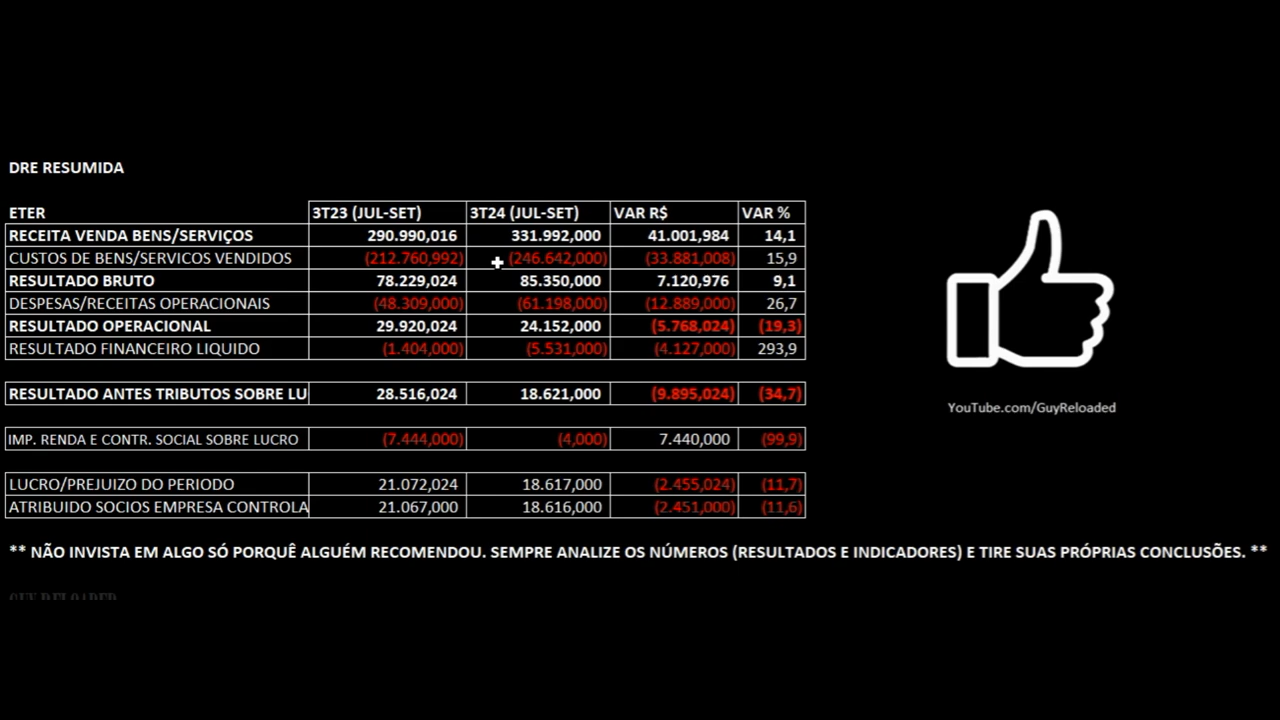 DRE RESUMIDA
ETER 3T23 (JUL-SET) 3T24 (JUL-SET) VAR R$ VAR %
RECEITA VENDA BENS/SERVIÇOS 290.990,016 331.992,000 41.001,984 14,1
CUSTOS DE BENS/SERVICOS VENDIDOS (212.760,992) (246.642,000) (33.881,008) 15,9
RESULTADO BRUTO 78.229,024 85.350,000 7.120,976 9,1
DESPESAS/RECEITAS OPERACIONAIS (48.309,000) (61.198,000) (12.889,000) 26,7
RESULTADO OPERACIONAL 29.920,024 24.152,000 (5.768,024) (19,3)
RESULTADO FINANCEIRO LIQUIDO (1.404,000) (5.531,000) (4.127,000) 293,9
RESULTADO ANTES TRIBUTOS SOBRE LU 28.516,024 18.621,000 (9.895,024) (34,7)
YouTube.com/GuyReloaded
IMP. RENDA E CONTR. SOCIAL SOBRE LUCRO (7.444,000) (4,000) 7.440,000 (99,9)
LUCRO/PREJUIZO DO PERIODO 21.072,024 18.617,000 (2.455,024) (11,7)
ATRIBUIDO SOCIOS EMPRESA CONTROLA 21.067,000 18.616,000 (2.451,000) (11,6)
** NÃO INVISTA EM ALGO SÓ PORQUÊ ALGUÉM RECOMENDOU. SEMPRE ANALIZE OS NÚMEROS (RESULTADOS E INDICADORES) E TIRE SUAS PRÓPRIAS CONCLUSÕES. **
GUY RELOADED